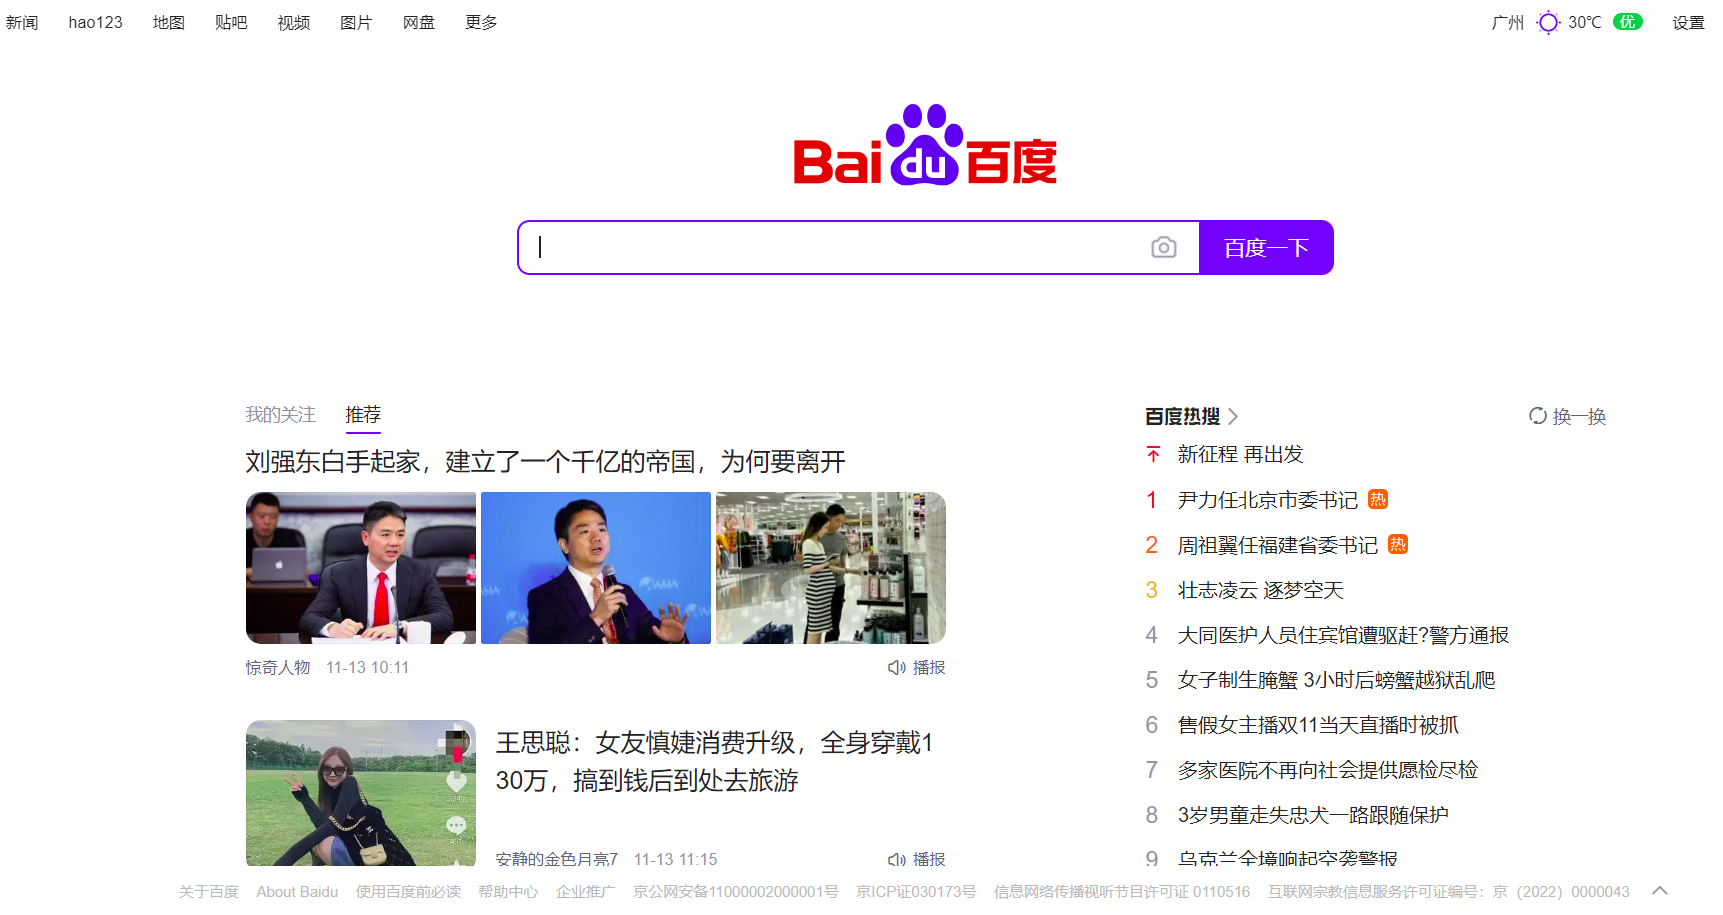 新闻 hao123 地图 贴吧 视频 图片 网盘 更多 广州 30℃ 优 设置
Bai du 百度
百度一下
我的关注 推荐
刘强东白手起家，建立了一个千亿的帝国，为何要离开
惊奇人物 11-13 10:11 播报
王思聪：女友慎婕消费升级，全身穿戴1
30万，搞到钱后到处去旅游
安静的金色月亮7 11-13 11:15 播报
百度热搜 换一换
新征程 再出发
1 尹力任北京市委书记 热
2 周祖翼任福建省委书记 热
3 壮志凌云 逐梦空天
4 大同医护人员住宾馆遭驱赶?警方通报
5 女子制生腌蟹 3小时后螃蟹越狱乱爬
6 售假女主播双11当天直播时被抓
7 多家医院不再向社会提供愿检尽检
8 3岁男童走失忠犬一路跟随保护
9 乌克兰全境响起空袭警报
关于百度 About Baidu 使用百度前必读 帮助中心 企业推广 京公网安备11000002000001号 京ICP证030173号 信息网络传播视听节目许可证 0110516 互联网宗教信息服务许可证编号：京（2022）0000043